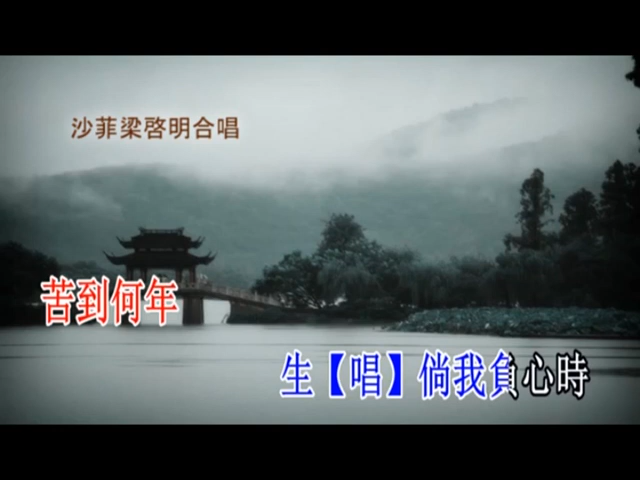 沙菲梁啓明合唱
苦到何年
生【唱】倘我負心時